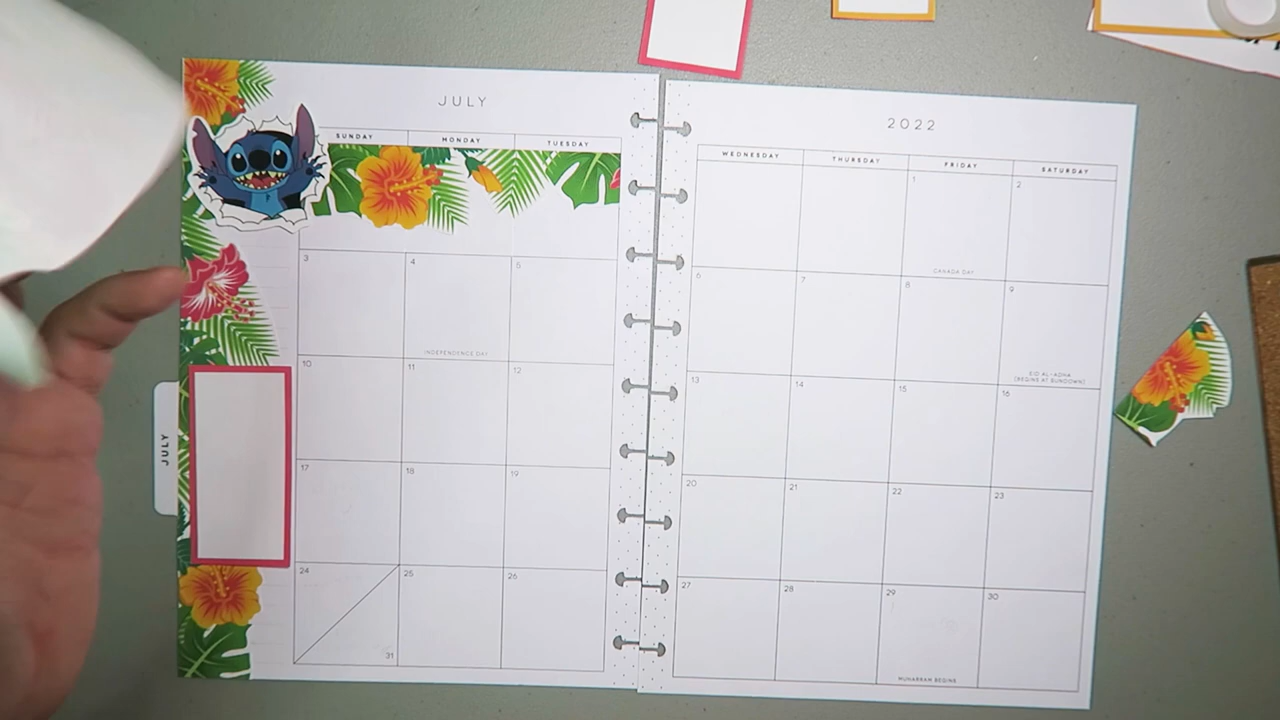 JULY
SUNDAY MONDAY TUESDAY
3 4 5
INDEPENDENCE DAY
10 11 12
17 18 19
24 25 26
31
JULY
2022
WEDNESDAY THURSDAY FRIDAY SATURDAY
1 2
CANADA DAY
6 7 8 9
EID AL-ADHA
(BEGINS AT SUNDOWN)
13 14 15 16
20 21 22 23
27 28 29 30
MUHARRAM BEGINS